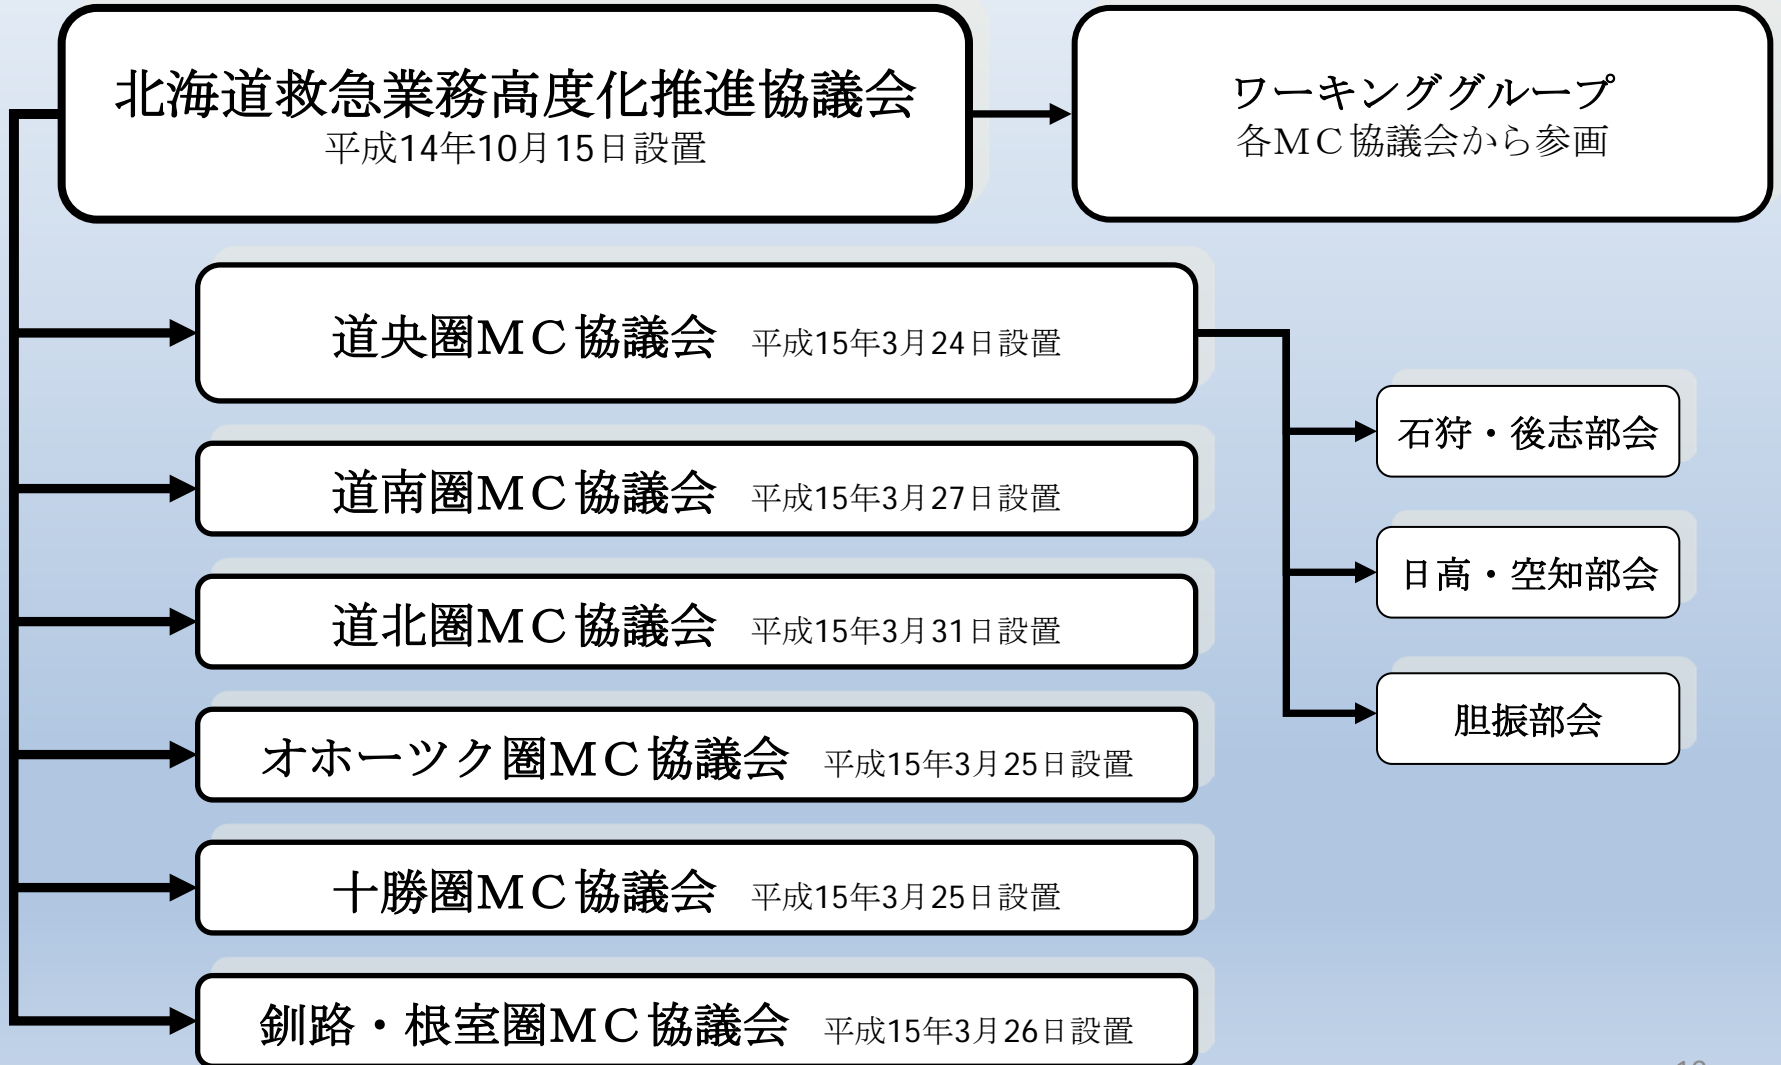 北海道救急業務高度化推進協議会
平成14年10月15日設置
ワーキンググループ
各ＭＣ協議会から参画
道央圏ＭＣ協議会 平成15年3月24日設置
道南圏ＭＣ協議会 平成15年3月27日設置
道北圏ＭＣ協議会 平成15年3月31日設置
オホーツク圏ＭＣ協議会 平成15年3月25日設置
十勝圏ＭＣ協議会 平成15年3月25日設置
釧路・根室圏ＭＣ協議会 平成15年3月26日設置
石狩・後志部会
日高・空知部会
胆振部会